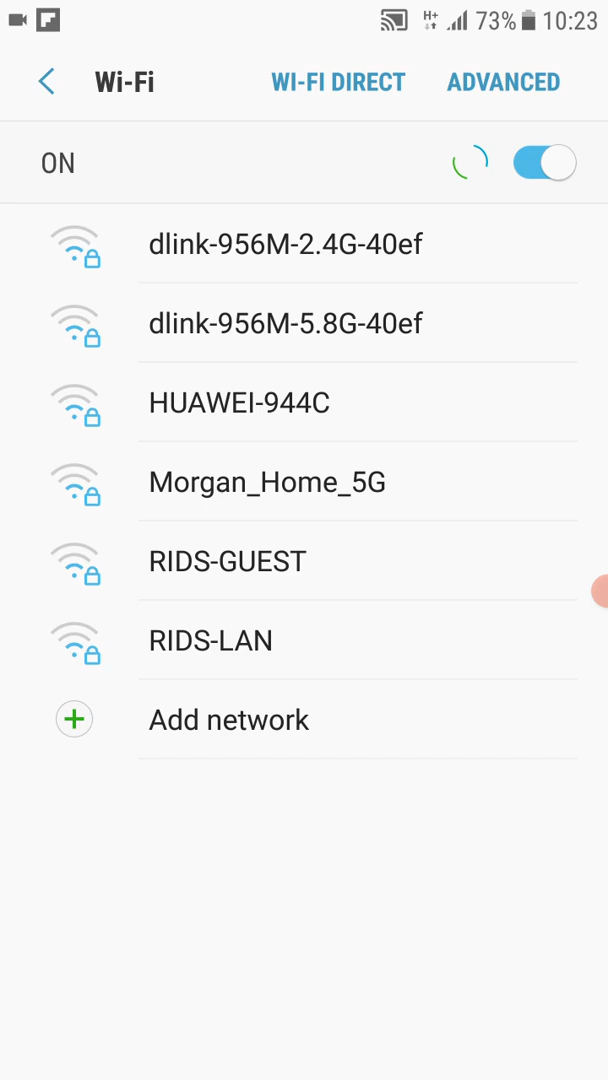 H+ 73% 10:23
Wi-Fi WI-FI DIRECT ADVANCED
ON
dlink-956M-2.4G-40ef
dlink-956M-5.8G-40ef
HUAWEI-944C
Morgan_Home_5G
RIDS-GUEST
RIDS-LAN
Add network